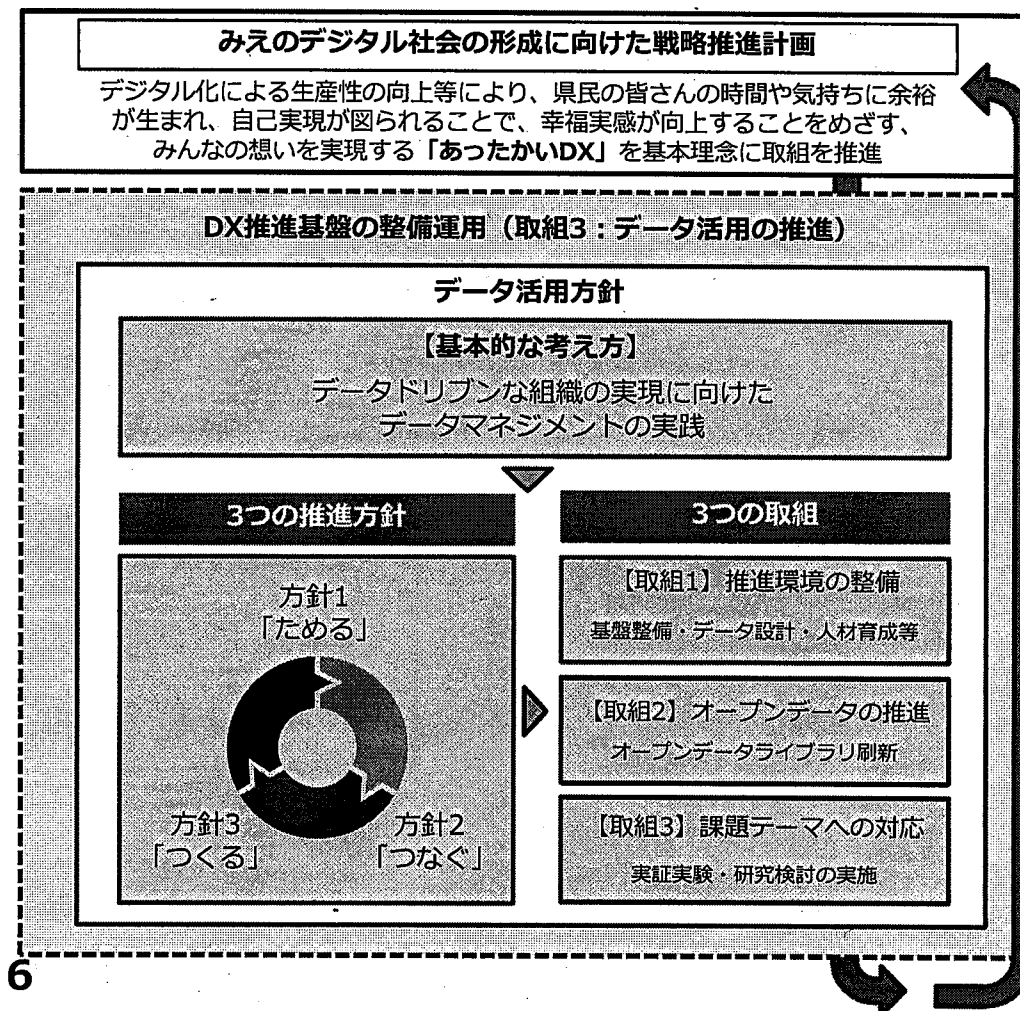 みえのデジタル社会の形成に向けた戦略推進計画
デジタル化による生産性の向上等により、県民の皆さんの時間や気持ちに余裕
が生まれ、自己実現が図られることで、幸福実感が向上することをめざす、
みんなの想いを実現する「あったかいDX」を基本理念に取組を推進
DX推進基盤の整備運用（取組3：データ活用の推進）
データ活用方針
【基本的な考え方】
データドリブンな組織の実現に向けた
データマネジメントの実践
3つの推進方針
方針1
「ためる」
方針3
「つくる」
方針2
「つなぐ」
3つの取組
【取組1】推進環境の整備
基盤整備・データ設計・人材育成等
【取組2】オープンデータの推進
オープンデータライブラリ刷新
【取組3】課題テーマへの対応
実証実験・研究検討の実施
6